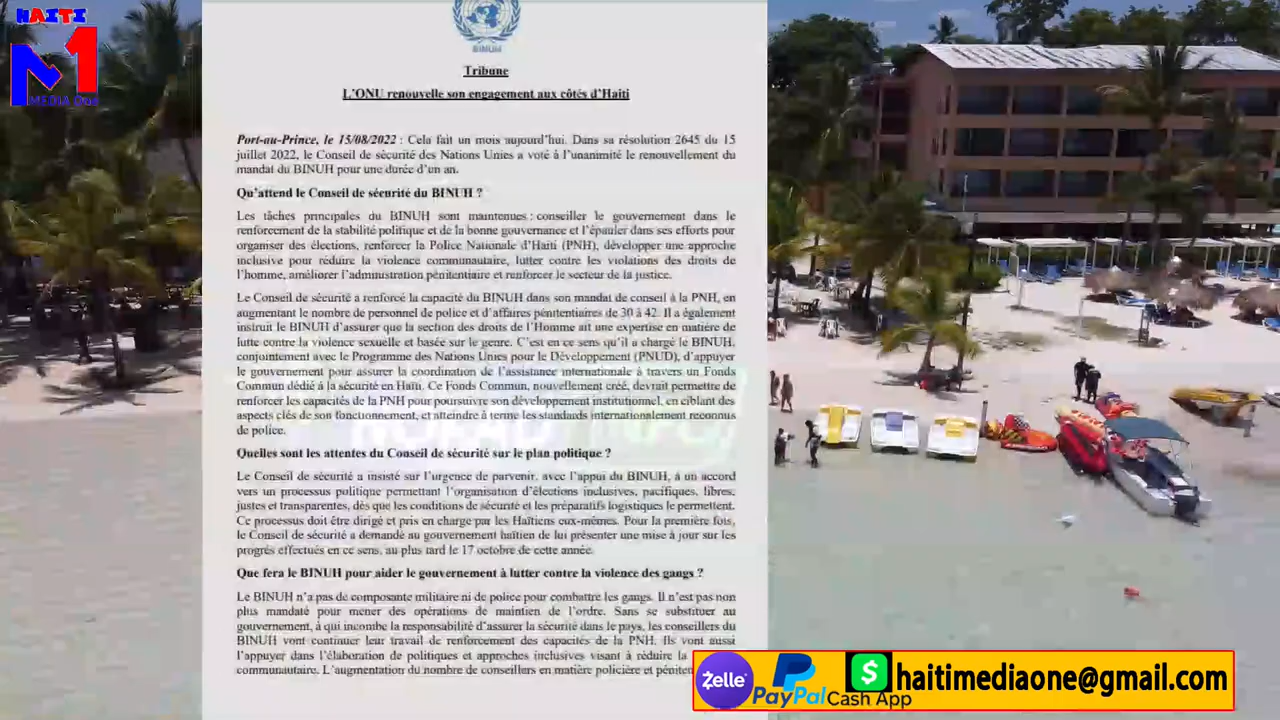 HAITI
M1
MEDIA One
BINUH
Tribune
L'ONU renouvelle son engagement aux côtés d'Haiti
Port-au-Prince, le 15/08/2022 : Cela fait un mois aujourd'hui. Dans sa résolution 2645 du 15
juillet 2022, le Conseil de sécurité des Nations Unies a voté à l'unanimité le renouvellement du
mandat du BINUH pour une durée d'un an.
Qu'attend le Conseil de sécurité du BINUH ?
Les tâches principales du BINUH sont maintenues : conseiller le gouvernement dans le
renforcement de la stabilité politique et de la bonne gouvernance et l'épauler dans ses efforts pour
organiser des élections, renforcer la Police Nationale d'Haïti (PNH), développer une approche
inclusive pour réduire la violence communautaire, lutter contre les violations des droits de
l'homme, améliorer l'administration pénitentiaire et renforcer le secteur de la justice.
Le Conseil de sécurité a renforcé la capacité du BINUH dans son mandat de conseil à la PNH, en
augmentant le nombre de personnel de police et d'affaires pénitentiaires de 30 à 42. Il a également
instruit le BINUH d'assurer que la section des droits de l'Homme ait une expertise en matière de
lutte contre la violence sexuelle et basée sur le genre. C'est en ce sens qu'il a chargé le BINUH,
conjointement avec le Programme des Nations Unies pour le Développement (PNUD), d'appuyer
le gouvernement pour assurer la coordination de l'assistance internationale à travers un Fonds
Commun dédié à la sécurité en Haïti. Ce Fonds Commun, nouvellement créé, devrait permettre de
renforcer les capacités de la PNH pour poursuivre son développement institutionnel, en ciblant des
aspects clés de son fonctionnement, et atteindre à terme les standards internationalement reconnus
de police.
Quelles sont les attentes du Conseil de sécurité sur le plan politique ?
Le Conseil de sécurité a insisté sur l'urgence de parvenir, avec l'appui du BINUH, à un accord
vers un processus politique permettant l'organisation d'élections inclusives, pacifiques, libres,
justes et transparentes, dès que les conditions de sécurité et les préparatifs logistiques le permettent.
Ce processus doit être dirigé et pris en charge par les Haïtiens eux-mêmes. Pour la première fois,
le Conseil de sécurité a demandé au gouvernement haïtien de lui présenter une mise à jour sur les
progrès effectués en ce sens, au plus tard le 17 octobre de cette année.
Que fera le BINUH pour aider le gouvernement à lutter contre la violence des gangs ?
Le BINUH n'a pas de composante militaire ni de police pour combattre les gangs. Il n'est pas non
plus mandaté pour mener des opérations de maintien de l'ordre. Sans se substituer au
gouvernement, à qui incombe la responsabilité d'assurer la sécurité dans le pays, les conseillers du
BINUH vont continuer leur travail de renforcement des capacités de la PNH. Ils vont aussi
l'appuyer dans l'élaboration de politiques et approches inclusives visant à réduire la
communautaire. L'augmentation du nombre de conseillers en matière policière et péniten
Zelle
PayPal
$
Cash App
haitimediaone@gmail.com